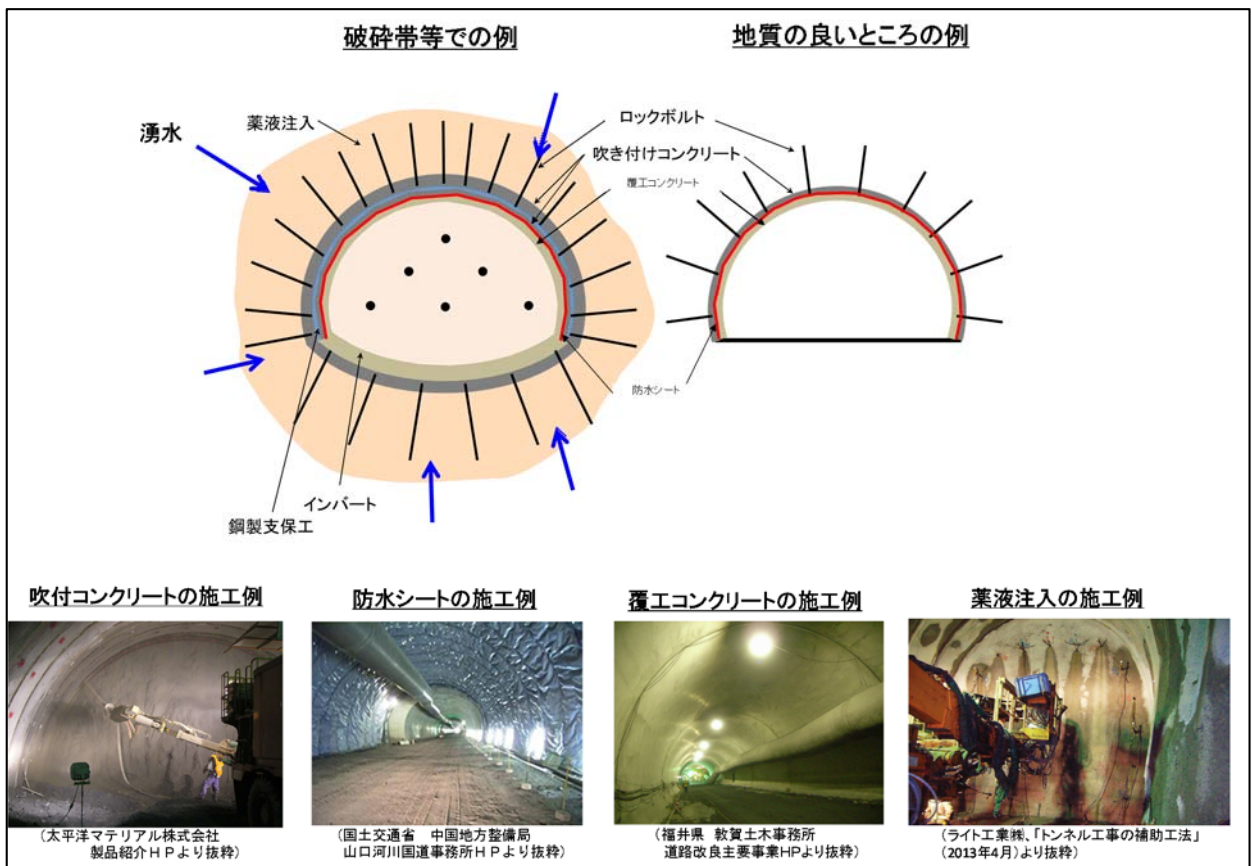 破砕帯等での例
地質の良いところの例
湧水
薬液注入
ロックボルト
吹き付けコンクリート
覆工コンクリート
防水シート
インバート
鋼製支保工
吹付コンクリートの施工例
防水シートの施工例
覆工コンクリートの施工例
薬液注入の施工例
(太平洋マテリアル株式会社
製品紹介HPより抜粋)
(国土交通省 中国地方整備局
山口河川国道事務所HPより抜粋)
(福井県 敦賀土木事務所
道路改良主要事業HPより抜粋)
(ライト工業㈱、「トンネル工事の補助工法」
(2013年4月)より抜粋)